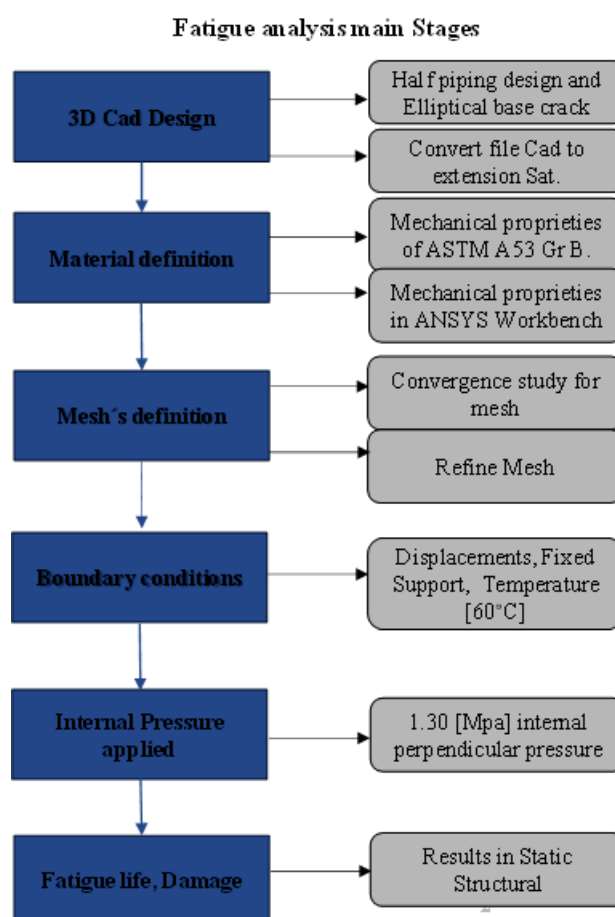 Fatigue analysis main Stages
3D Cad Design
Half piping design and
Elliptical base crack
Convert file Cad to
extension Sat.
Material definition
Mechanical proprieties
of ASTM A53 Gr B.
Mechanical proprieties
in ANSYS Workbench
Mesh´s definition
Convergence study for
mesh
Refine Mesh
Boundary conditions
Displacements, Fixed
Support, Temperature
[60°C]
Internal Pressure
applied
1.30 [Mpa] internal
perpendicular pressure
Fatigue life, Damage
Results in Static
Structural